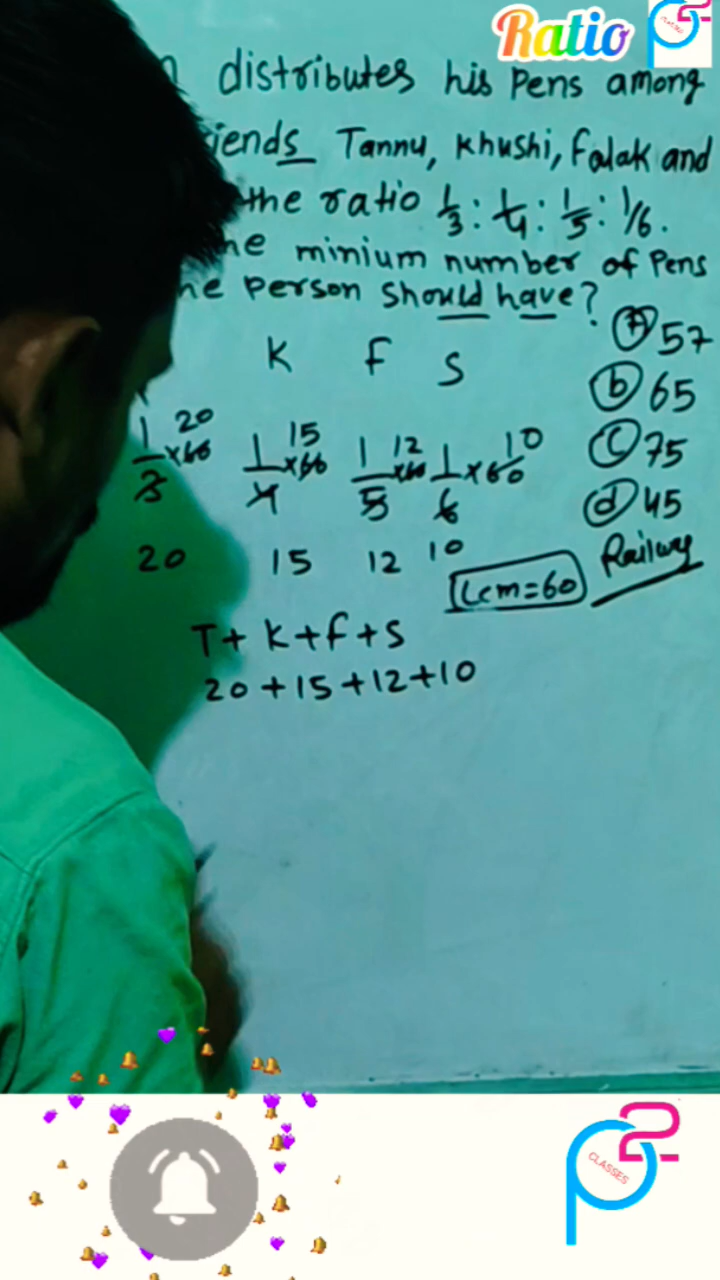 Ratio
distributes his Pens among
iends Tannu, Khushi, Falak and
the ratio 1/3 : 1/4 : 1/5 : 1/6.
he minium number of Pens
he person should have?
(A) 57
K F S
(b) 65
1/3 × 60 20 1/4 × 60 15 1/5 × 60 12 1/6 × 60 10
(C) 75
(d) 45
20 15 12 10
Lcm=60
Railway
T+ K+F+S
20+15+12+10
P2
CLASSES